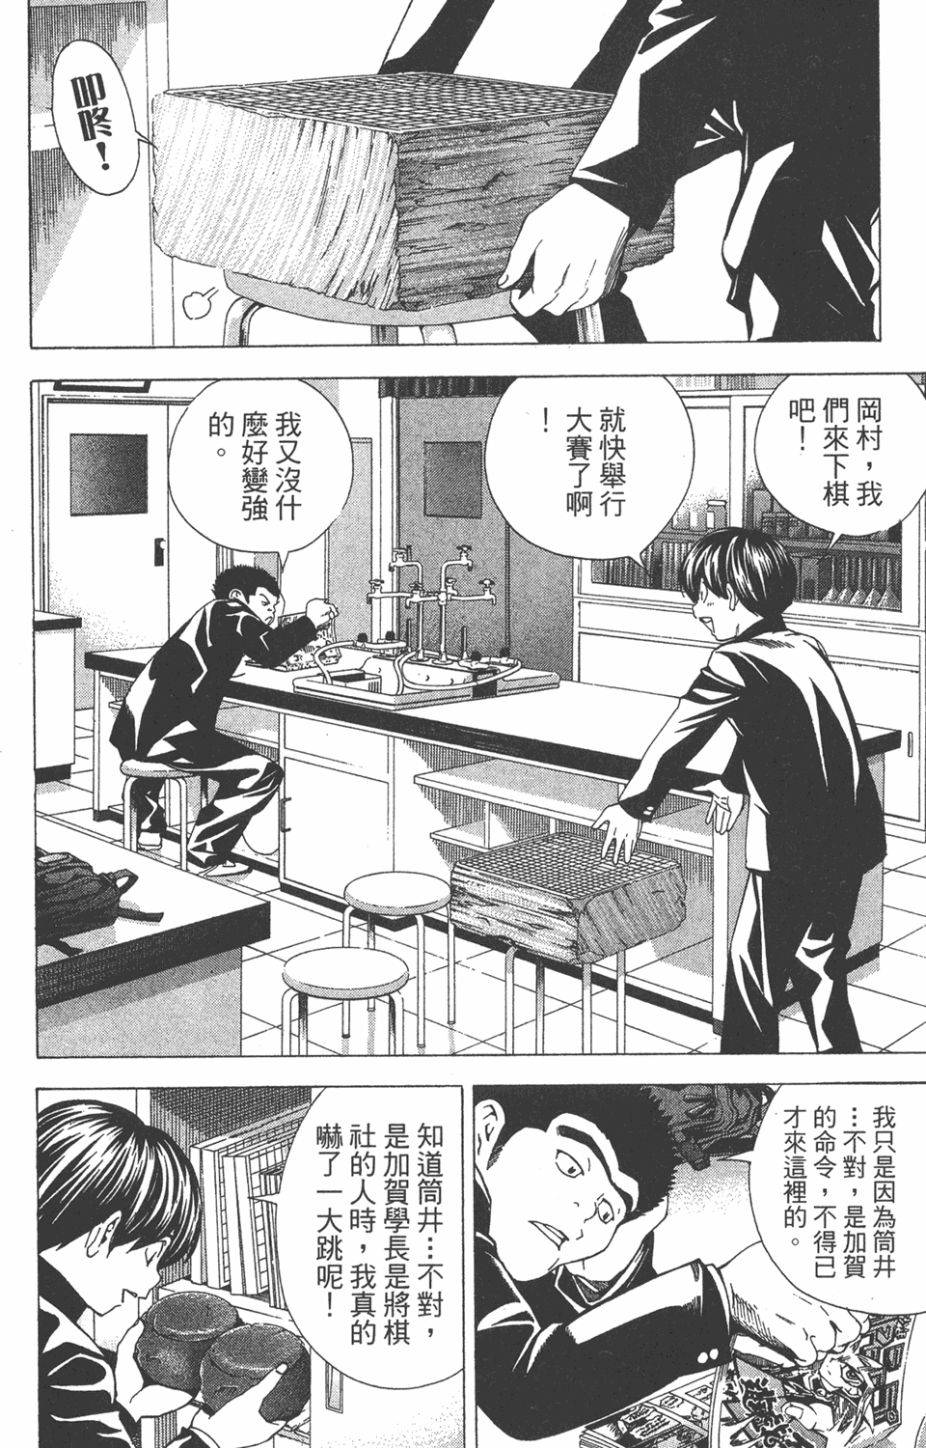 叩咚！
岡村，我
們來下棋
吧！
就快舉行
大賽了啊
！
我又沒什
麼好變強
的。
我只是因為筒井
…不對，是加賀
的命令，不得已
才來這裡的。
知道筒井…不對，
是加賀學長是將棋
社的人時，我真的
嚇了一大跳呢！